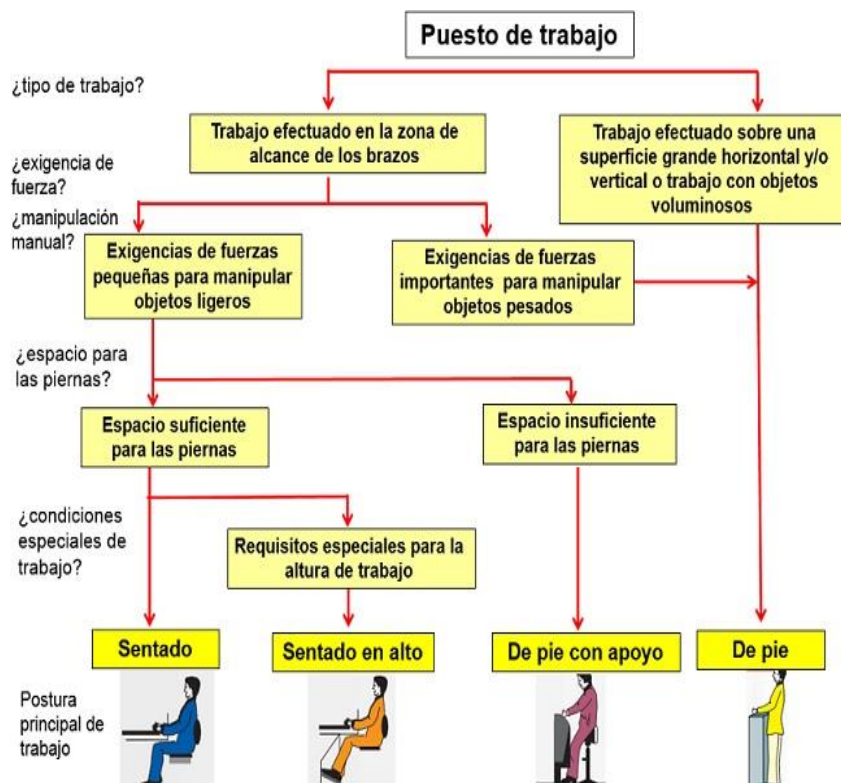 Puesto de trabajo
¿tipo de trabajo?
Trabajo efectuado en la zona de
alcance de los brazos
Trabajo efectuado sobre una
superficie grande horizontal y/o
vertical o trabajo con objetos
voluminosos
¿exigencia de
fuerza?
¿manipulación
manual?
Exigencias de fuerzas
pequeñas para manipular
objetos ligeros
Exigencias de fuerzas
importantes para manipular
objetos pesados
¿espacio para
las piernas?
Espacio suficiente
para las piernas
Espacio insuficiente
para las piernas
¿condiciones
especiales de
trabajo?
Requisitos especiales para la
altura de trabajo
Sentado
Sentado en alto
De pie con apoyo
De pie
Postura
principal de
trabajo